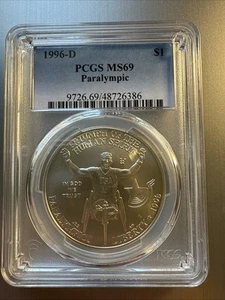 1996-D $1
PCGS MS69
Paralympic
9726.69/48726386
TRIUMPH OF THE
HUMAN SPIRIT
IN GOD
WE
TRUST
LIBERTY
1996